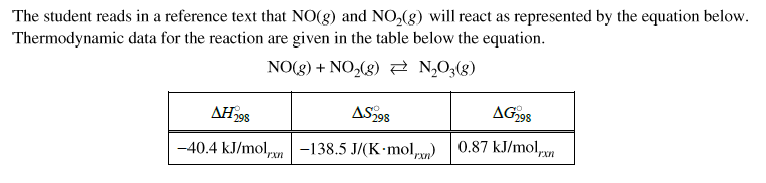 The student reads in a reference text that NO(g) and NO₂(g) will react as represented by the equation below.
Thermodynamic data for the reaction are given in the table below the equation.
NO(g) + NO₂(g) ⇄ N₂O₃(g)
ΔH°₂₉₈ ΔS°₂₉₈ ΔG°₂₉₈
−40.4 kJ/molᵣₓₙ −138.5 J/(K·molᵣₓₙ) 0.87 kJ/molᵣₓₙ